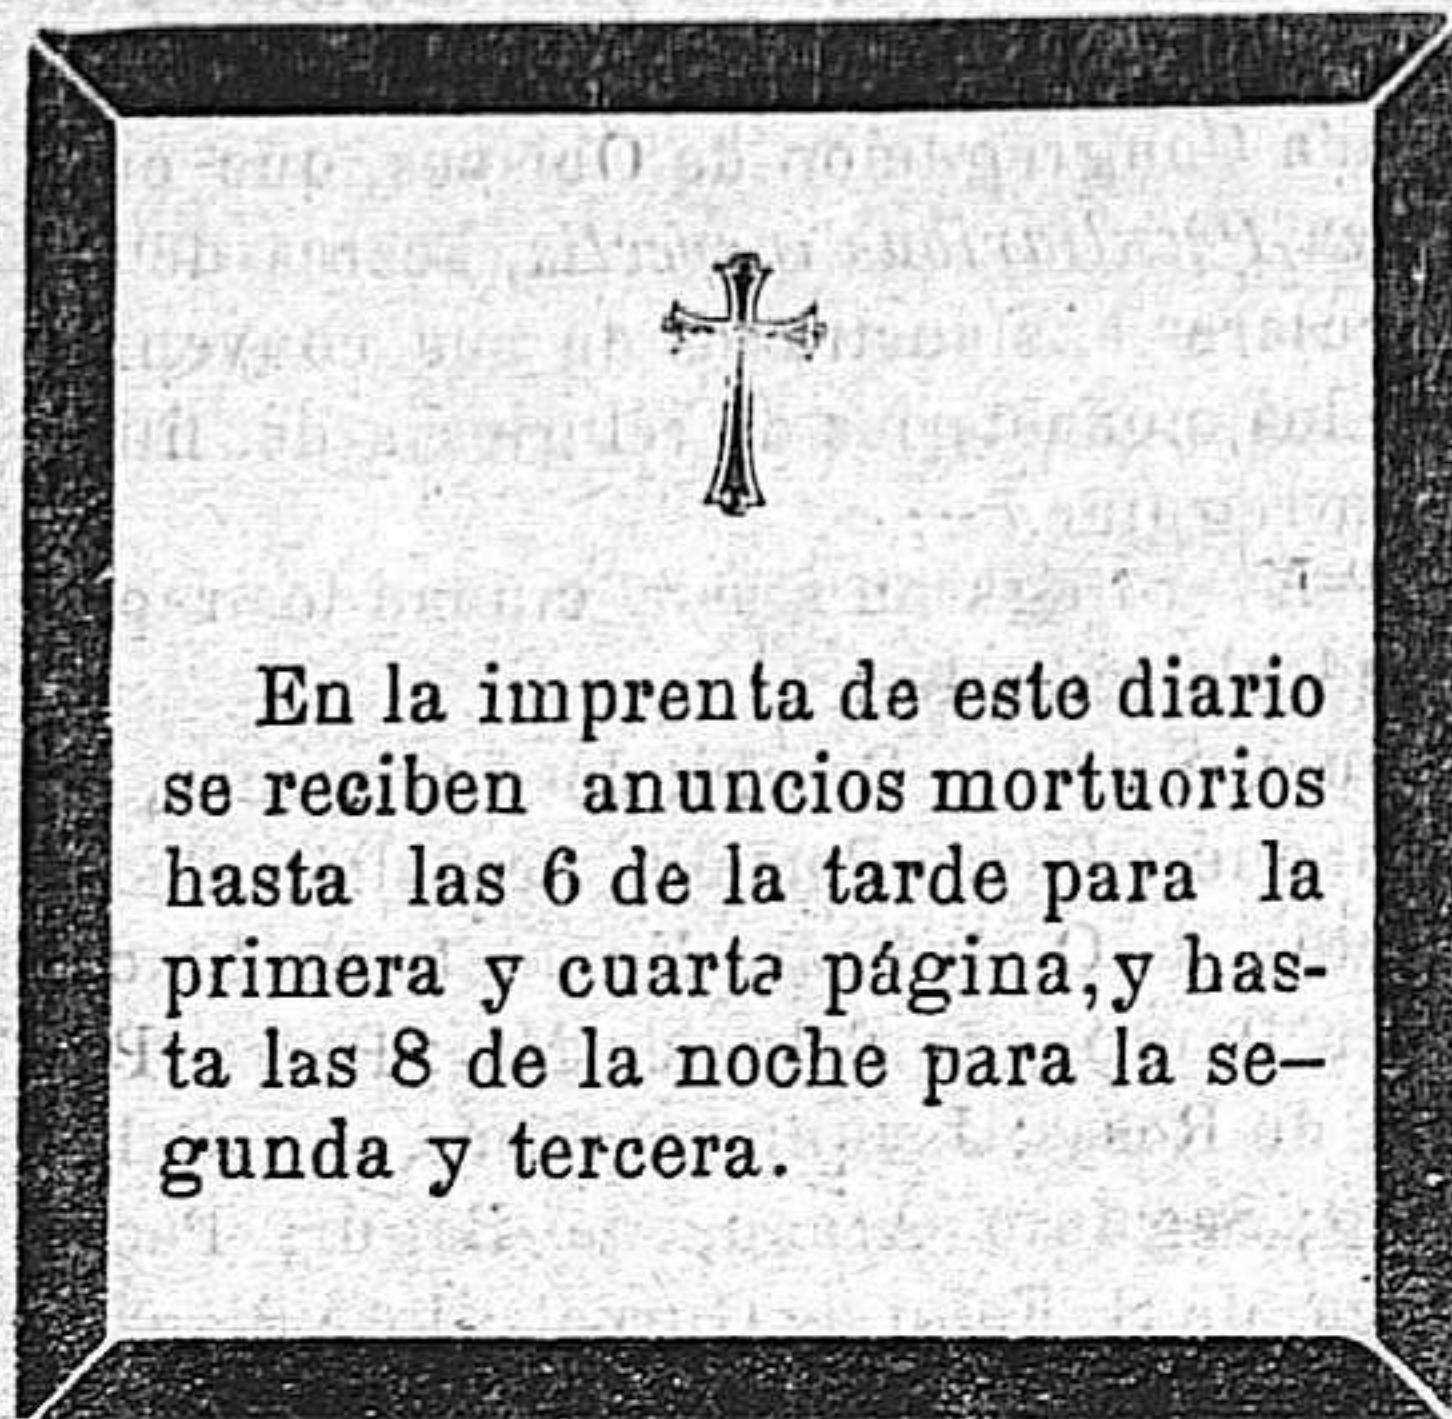 En la imprenta de este diario
se reciben anuncios mortuorios
hasta las 6 de la tarde para la
primera y cuarta página, y has-
ta las 8 de la noche para la se-
gunda y tercera.